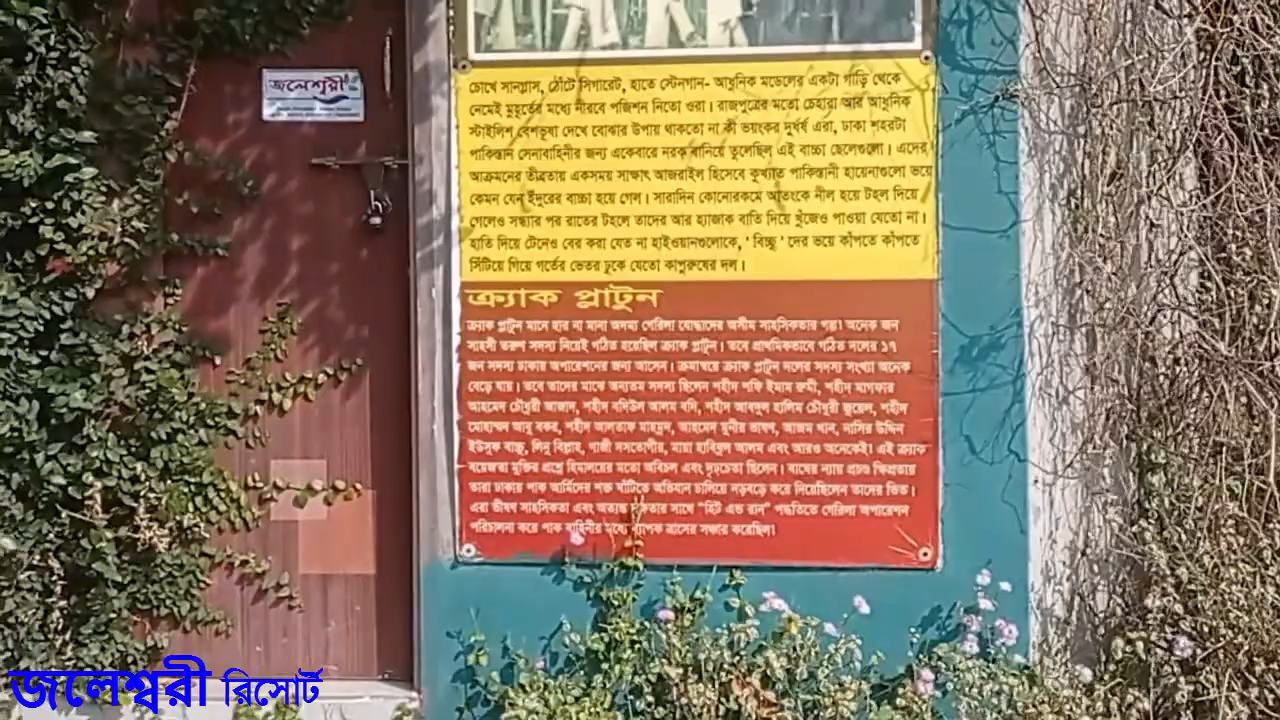 জলেশ্বরী
চোখে সানগ্লাস, ঠোঁটে সিগারেট, হাতে স্টেনগান- আধুনিক মডেলের একটা গাড়ি থেকে
নেমেই মুহূর্তের মধ্যে নীরবে পজিশন নিতো ওরা। রাজপুত্রের মতো চেহারা আর আধুনিক
স্টাইলিশ বেশভূষা দেখে বোঝার উপায় থাকতো না কী ভয়ংকর দুর্ধর্ষ এরা, ঢাকা শহরটা
পাকিস্তান সেনাবাহিনীর জন্য একেবারে নরক বানিয়ে তুলেছিল এই বাচ্চা ছেলেগুলো। এদের
আক্রমনের তীব্রতায় একসময় সাক্ষাৎ আজরাইল হিসেবে কুখ্যাত পাকিস্তানী হায়েনাগুলো ভয়ে
কেমন যেন ইঁদুরের বাচ্চা হয়ে গেল। সারাদিন কোনোরকমে আতংকে নীল হয়ে টহল দিয়ে
গেলেও সন্ধ্যার পর রাতের টহলে তাদের আর হ্যাজাক বাতি দিয়ে খুঁজেও পাওয়া যেতো না।
হাতি দিয়ে টেনেও বের করা যেত না হাইওয়ানগুলোকে, ' বিচ্ছু ' দের ভয়ে কাঁপতে কাঁপতে
সিঁটিয়ে গিয়ে গর্তের ভেতর ঢুকে যেতো কাপুরুষের দল।
ক্র্যাক প্লাটুন
ক্র্যাক প্লাটুন মানে হার না মানা অদম্য গেরিলা যোদ্ধাদের অসীম সাহসিকতার গল্প। অনেক জন
সাহসী তরুণ সদস্য নিয়েই গঠিত হয়েছিল ক্র্যাক প্লাটুন। তবে প্রাথমিকভাবে গঠিত দলের ১৭
জন সদস্য ঢাকায় অপারেশনের জন্য আসেন। ক্রমান্বয়ে ক্র্যাক প্লাটুন দলের সদস্য সংখ্যা অনেক
বেড়ে যায়। তবে তাদের মাঝে অন্যতম সদস্য ছিলেন শহীদ শফি ইমাম রুমী, শহীদ মাগফার
আহমেদ চৌধুরী আজাদ, শহীদ বদিউল আলম বদি, শহীদ আবদুল হালিম চৌধুরী জুয়েল, শহীদ
মোহাম্মদ আবু বকর, শহীদ আলতাফ মাহমুদ, আহমেদ মুনীর ভাষণ, আজম খান, নাসির উদ্দিন
ইউসুফ বাচ্চু, লিনু বিল্লাহ, গাজী দসতোগীর, মায়া হাবিবুল আলম এবং আরও অনেকেই। এই ক্র্যাক
বয়েজরা মুক্তির প্রশ্নে হিমালয়ের মতো অবিচল এবং দৃঢ়চেতা ছিলেন। বাঘের ন্যায় প্রচণ্ড ক্ষিপ্রতায়
তারা ঢাকায় পাক আর্মিদের শক্ত ঘাঁটিতে অভিযান চালিয়ে নড়বড়ে করে দিয়েছিলেন তাদের ভিত।
এরা ভীষণ সাহসিকতা এবং অত্যন্ত দক্ষতার সাথে "হিট এন্ড রান" পদ্ধতিতে গেরিলা অপারেশন
পরিচালনা করে পাক বাহিনীর মধ্যে ব্যাপক ত্রাসের সঞ্চার করেছিল।
জলেশ্বরী রিসোর্ট